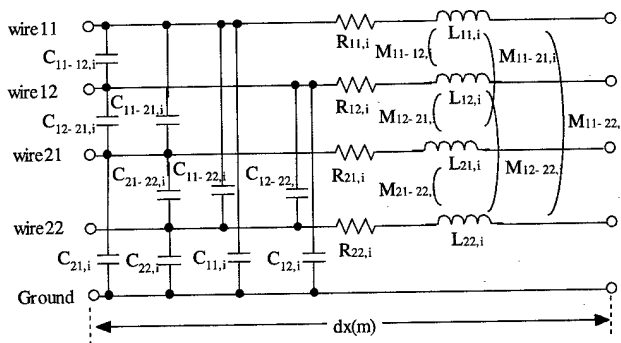 wire11
R11,i
L11,i
C11-12,i
M11-12,i
M11-21,i
wire12
R12,i
L12,i
C12-21,i
C11-21,i
M12-21,i
M11-22,
wire21
R21,i
L21,i
C21-22,i
C11-22,i
C12-22,
M21-22,
M12-22,
wire22
R22,i
L22,i
C21,i
C22,i
C11,i
C12,i
Ground
dx(m)